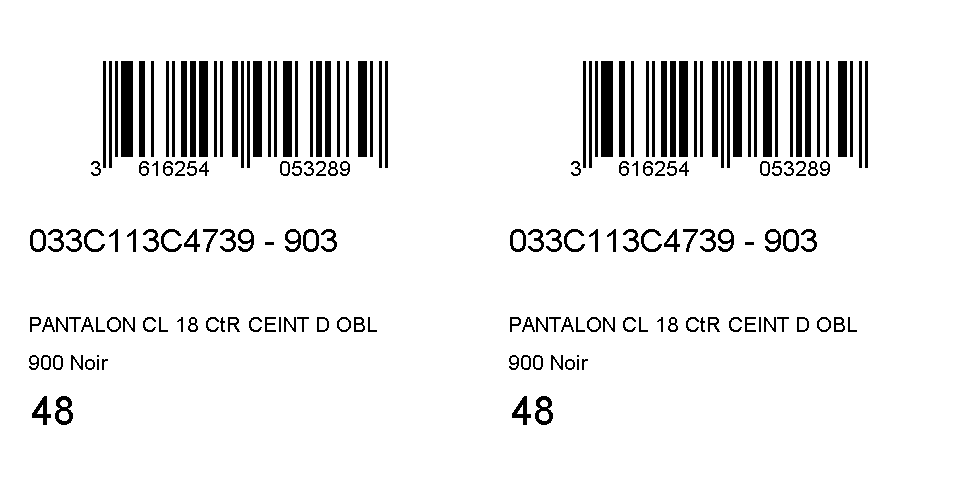 3 616254 053289
033C113C4739 - 903
PANTALON CL 18 CtR CEINT D OBL
900 Noir
48
3 616254 053289
033C113C4739 - 903
PANTALON CL 18 CtR CEINT D OBL
900 Noir
48